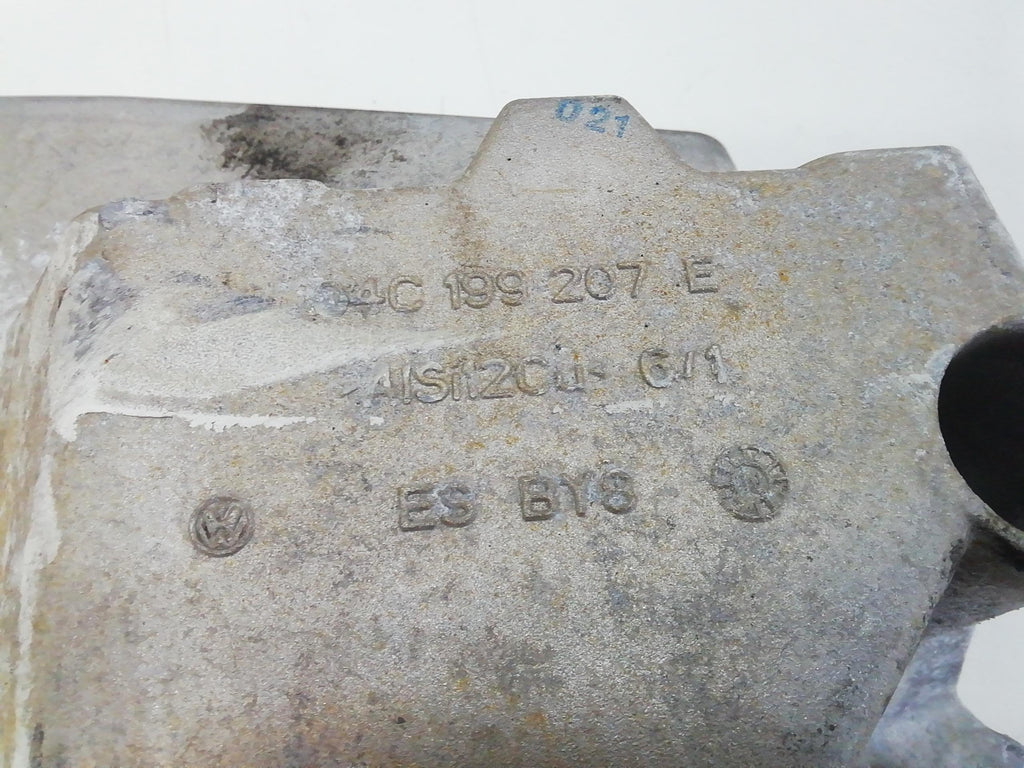 021
04C 199 207 E
AlSi12Cu- 6/1
ES BY8